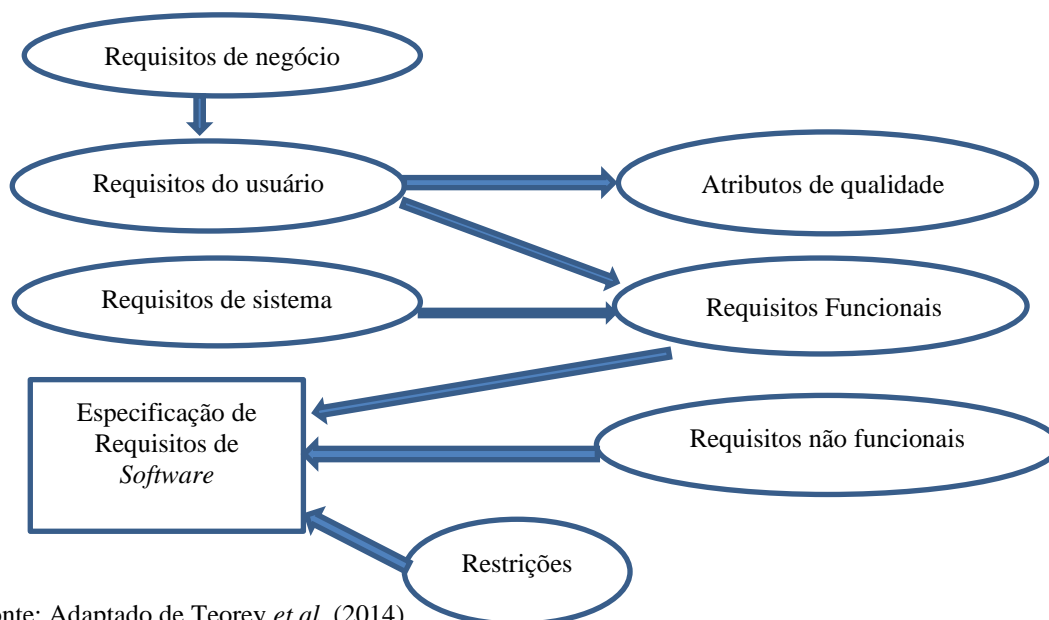 Requisitos de negócio
Requisitos do usuário
Atributos de qualidade
Requisitos de sistema
Requisitos Funcionais
Especificação de
Requisitos de
Software
Requisitos não funcionais
Restrições
onte: Adaptado de Teorey et al. (2014)